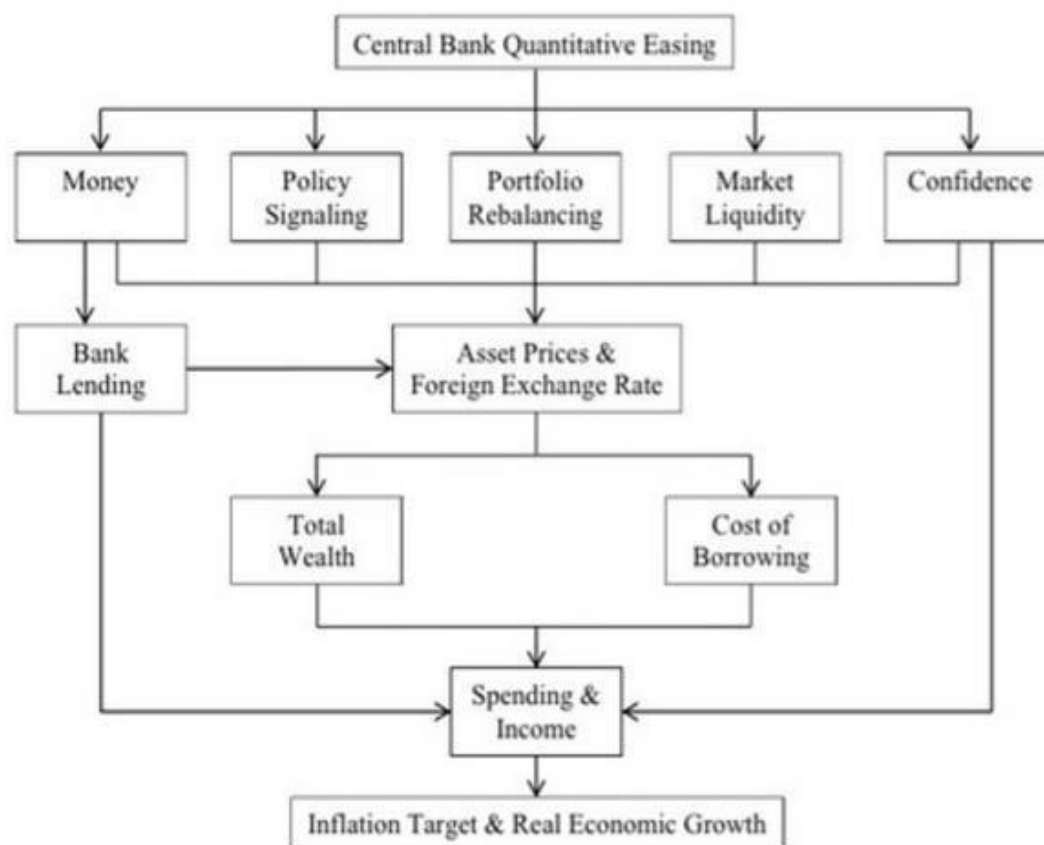 Central Bank Quantitative Easing
Money
Policy
Signaling
Portfolio
Rebalancing
Market
Liquidity
Confidence
Bank
Lending
Asset Prices &
Foreign Exchange Rate
Total
Wealth
Cost of
Borrowing
Spending &
Income
Inflation Target & Real Economic Growth